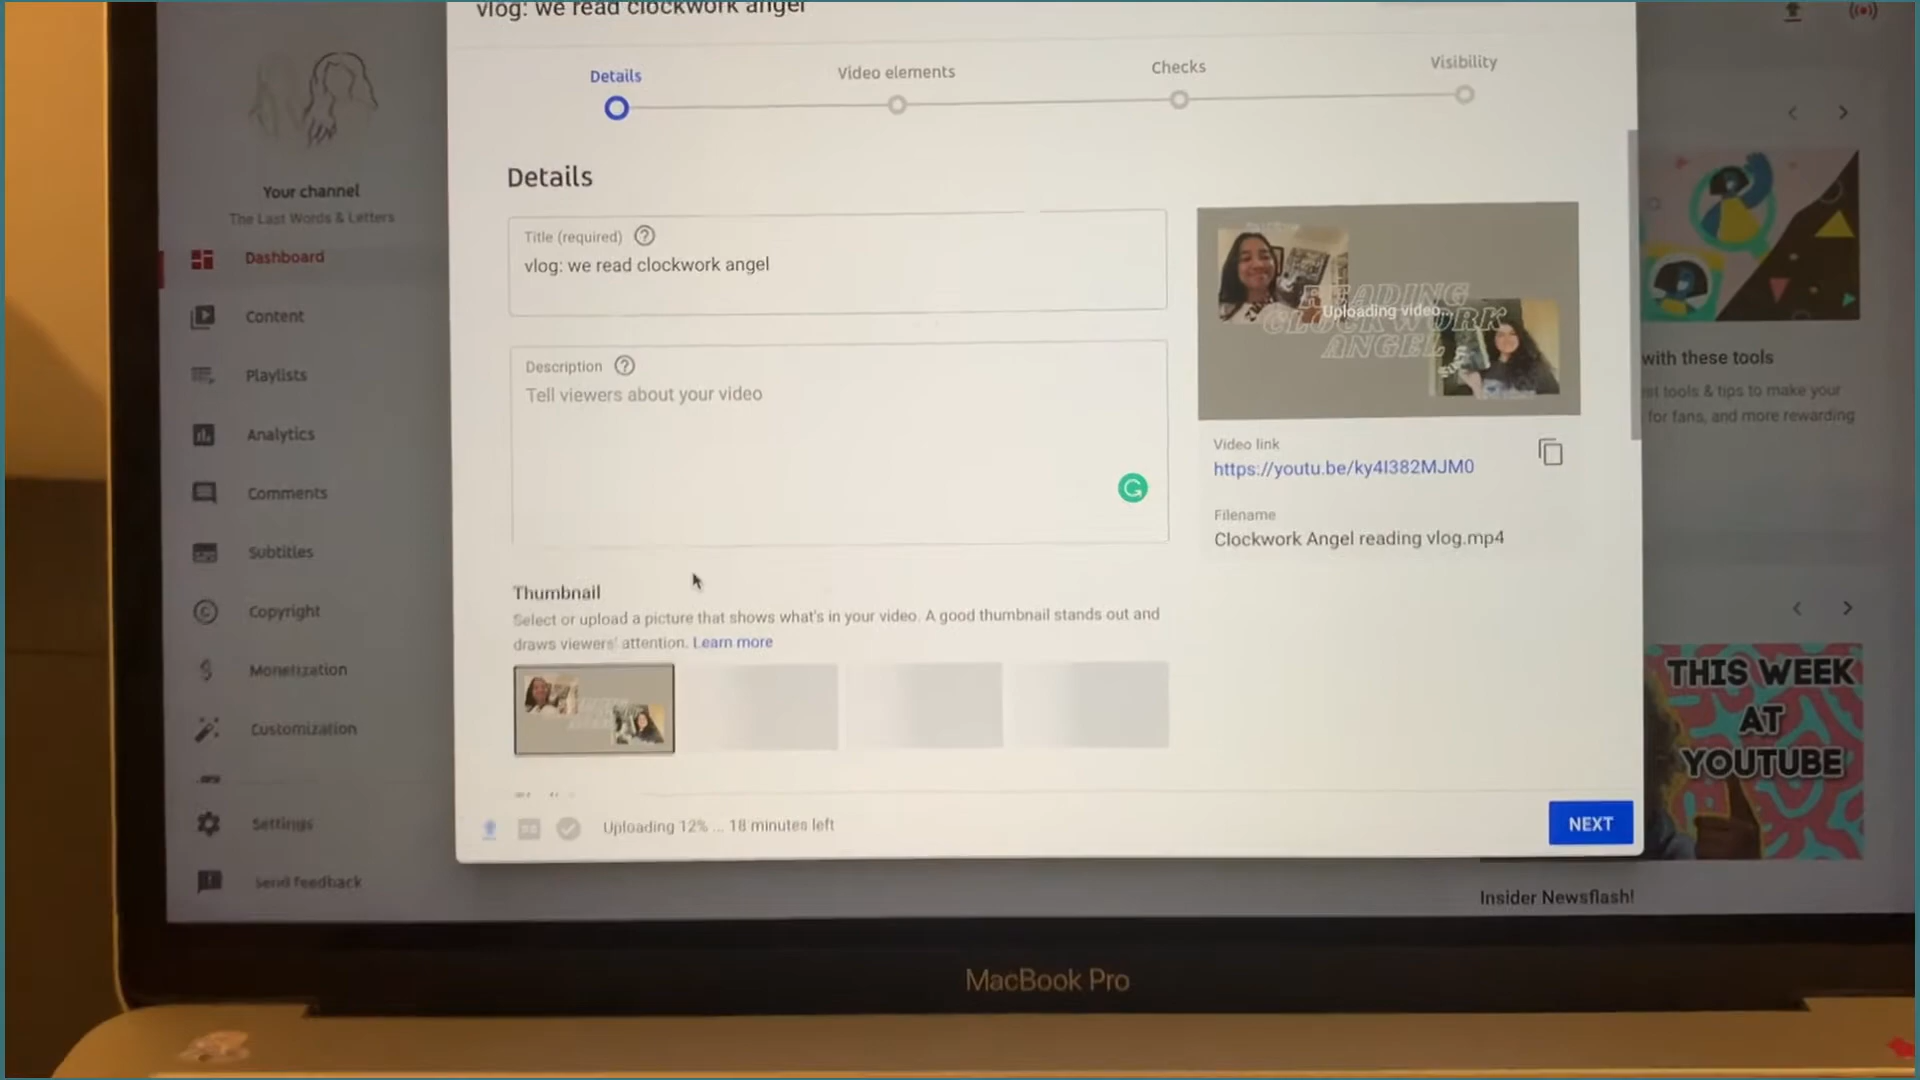 vlog: we read clockwork angel
Details
Video elements
Checks
Visibility
Your channel
The Last Words & Letters
Dashboard
Content
Playlists
Analytics
Comments
Subtitles
Copyright
Monetization
Customization
Settings
Send feedback
Details
Title (required)
vlog: we read clockwork angel
Description
Tell viewers about your video
Thumbnail
Select or upload a picture that shows what's in your video. A good thumbnail stands out and
draws viewers' attention. Learn more
Uploading 12% ... 18 minutes left
READING
CLOCKWORK
ANGEL
Uploading video...
Video link
https://youtu.be/ky4I382MJM0
Filename
Clockwork Angel reading vlog.mp4
NEXT
with these tools
tools & tips to make your
for fans, and more rewarding
THIS WEEK
AT
YOUTUBE
Insider Newsflash!
MacBook Pro